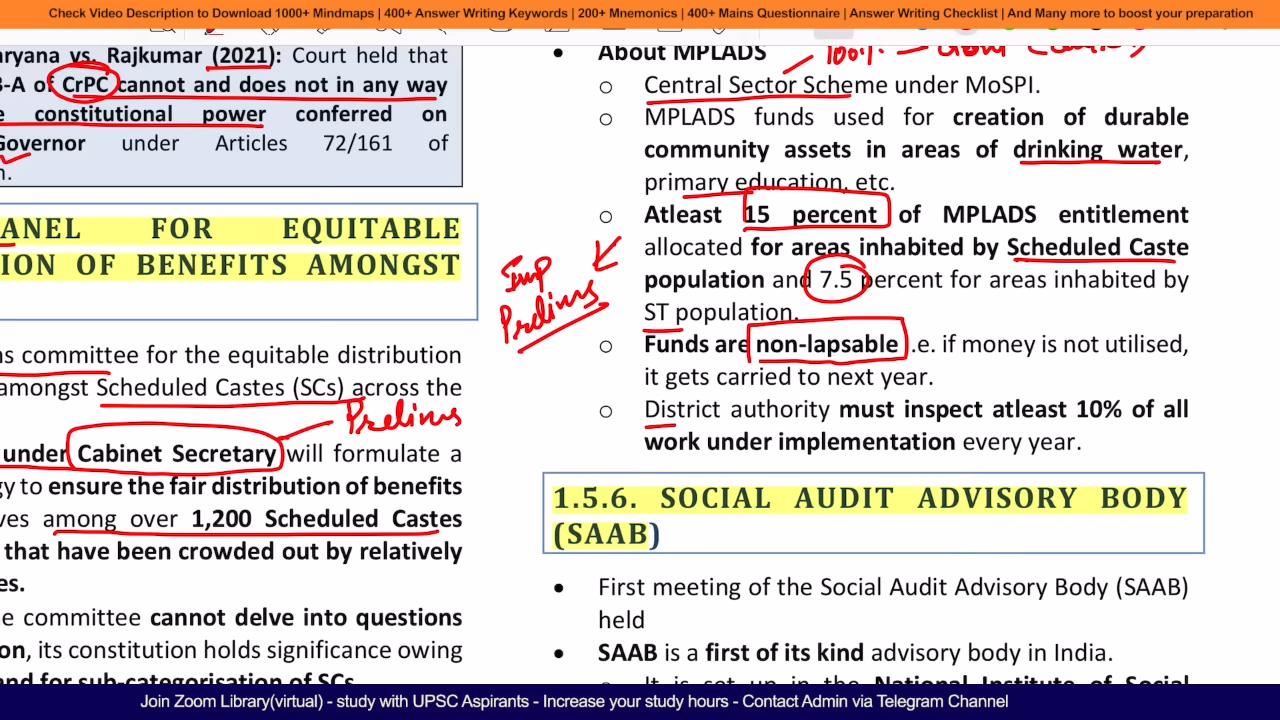 Check Video Description to Download 1000+ Mindmaps | 400+ Answer Writing Keywords | 200+ Mnemonics | 400+ Mains Questionnaire | Answer Writing Checklist | And Many more to boost your preparation
aryana vs. Rajkumar (2021): Court held that
3-A of CrPC cannot and does not in any way
e constitutional power conferred on
Governor under Articles 72/161 of
n.
ANEL FOR EQUITABLE
ION OF BENEFITS AMONGST
ns committee for the equitable distribution
amongst Scheduled Castes (SCs) across the
Prelims
under Cabinet Secretary will formulate a
gy to ensure the fair distribution of benefits
ves among over 1,200 Scheduled Castes
that have been crowded out by relatively
es.
e committee cannot delve into questions
on, its constitution holds significance owing
and for sub-categorisation of SCs.
• About MPLADS
100%.
o Central Sector Scheme under MoSPI.
o MPLADS funds used for creation of durable
community assets in areas of drinking water,
primary education, etc.
o Atleast 15 percent of MPLADS entitlement
allocated for areas inhabited by Scheduled Caste
population and 7.5 percent for areas inhabited by
ST population.
Imp
Prelims
o Funds are non-lapsable i.e. if money is not utilised,
it gets carried to next year.
o District authority must inspect atleast 10% of all
work under implementation every year.
1.5.6. SOCIAL AUDIT ADVISORY BODY
(SAAB)
• First meeting of the Social Audit Advisory Body (SAAB)
held
• SAAB is a first of its kind advisory body in India.
o It is set up in the National Institute of Social
Join Zoom Library(virtual) - study with UPSC Aspirants - Increase your study hours - Contact Admin via Telegram Channel